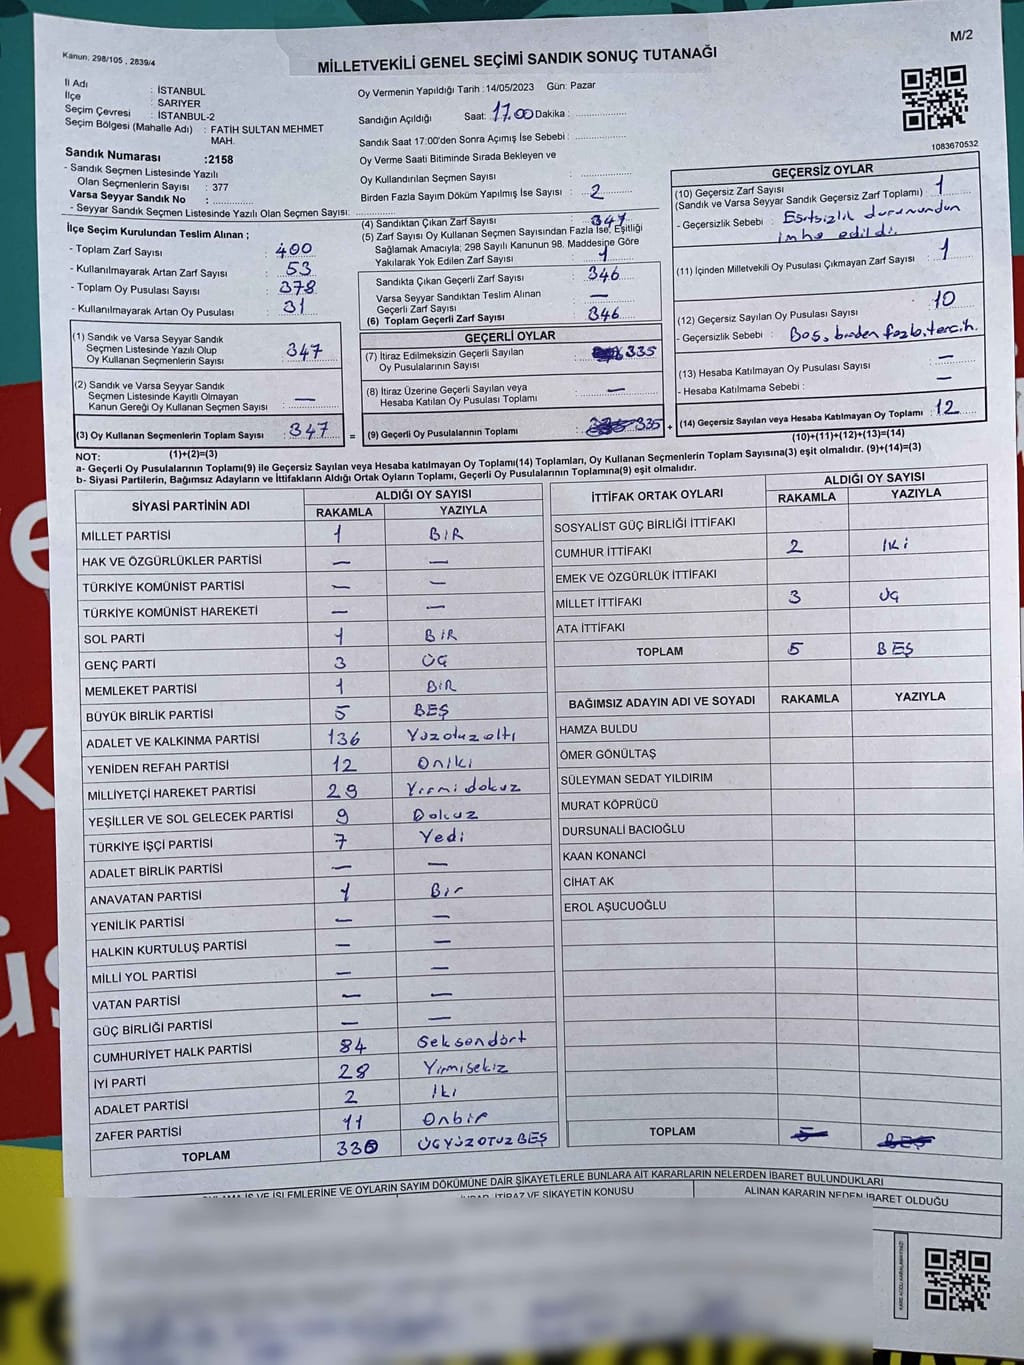 M/2
Kanun: 298/105 , 2839/4
MİLLETVEKİLİ GENEL SEÇİMİ SANDIK SONUÇ TUTANAĞI
İl Adı : İSTANBUL
İlçe : SARIYER
Seçim Çevresi : İSTANBUL-2
Seçim Bölgesi (Mahalle Adı) : FATİH SULTAN MEHMET MAH.
Sandık Numarası :2158
- Sandık Seçmen Listesinde Yazılı
Olan Seçmenlerin Sayısı : 377
Varsa Seyyar Sandık No :
- Seyyar Sandık Seçmen Listesinde Yazılı Olan Seçmen Sayısı:
Oy Vermenin Yapıldığı Tarih :14/05/2023 Gün: Pazar
Sandığın Açıldığı Saat: 17.00 Dakika :
Sandık Saat 17:00'den Sonra Açımış İse Sebebi :
Oy Verme Saati Bitiminde Sırada Bekleyen ve
Oy Kullandırılan Seçmen Sayısı :
Birden Fazla Sayım Döküm Yapılmış İse Sayısı : 2
1083670532
İlçe Seçim Kurulundan Teslim Alınan ;
- Toplam Zarf Sayısı : 400
- Kullanılmayarak Artan Zarf Sayısı : 53
- Toplam Oy Pusulası Sayısı : 378
- Kullanılmayarak Artan Oy Pusulası : 31
(1) Sandık ve Varsa Seyyar Sandık
Seçmen Listesinde Yazılı Olup
Oy Kullanan Seçmenlerin Sayısı : 347
(2) Sandık ve Varsa Seyyar Sandık
Seçmen Listesinde Kayıtlı Olmayan
Kanun Gereği Oy Kullanan Seçmen Sayısı : —
(3) Oy Kullanan Seçmenlerin Toplam Sayısı : 347
(1)+(2)=(3)
(4) Sandıktan Çıkan Zarf Sayısı : 347
(5) Zarf Sayısı Oy Kullanan Seçmen Sayısından Fazla İse, Eşitliği
Sağlamak Amacıyla; 298 Sayılı Kanunun 98. Maddesine Göre
Yakılarak Yok Edilen Zarf Sayısı : 1
Sandıkta Çıkan Geçerli Zarf Sayısı : 346
Varsa Seyyar Sandıktan Teslim Alınan
Geçerli Zarf Sayısı : —
(6) Toplam Geçerli Zarf Sayısı : 346
GEÇERLİ OYLAR
(7) İtiraz Edilmeksizin Geçerli Sayılan
Oy Pusulasının Sayısı : 335
(8) İtiraz Üzerine Geçerli Sayılan veya
Hesaba Katılan Oy Pusulası Toplamı : —
= (9) Geçerli Oy Pusulalarının Toplamı : 335 +
GEÇERSİZ OYLAR
(10) Geçersiz Zarf Sayısı
(Sandık ve Varsa Seyyar Sandık Geçersiz Zarf Toplamı) : 1
- Geçersizlik Sebebi : Eşitsizlik durumundan
imha edildi.
(11) İçinden Milletvekili Oy Pusulası Çıkmayan Zarf Sayısı : 1
(12) Geçersiz Sayılan Oy Pusulası Sayısı : 10
- Geçersizlik Sebebi : Boş, birden fazla tercih.
(13) Hesaba Katılmayan Oy Pusulası Sayısı : —
- Hesaba Katılmama Sebebi : —
(14) Geçersiz Sayılan veya Hesaba Katılmayan Oy Toplamı : 12
(10)+(11)+(12)+(13)=(14)
NOT:
a- Geçerli Oy Pusulalarının Toplamı(9) ile Geçersiz Sayılan veya Hesaba katılmayan Oy Toplamı(14) Toplamları, Oy Kullanan Seçmenlerin Toplam Sayısına(3) eşit olmalıdır. (9)+(14)=(3)
b- Siyasi Partilerin, Bağımsız Adayların ve İttifakların Aldığı Ortak Oyların Toplamı, Geçerli Oy Pusulalarının Toplamına(9) eşit olmalıdır.
SİYASİ PARTİNİN ADI ALDIĞI OY SAYISI
RAKAMLA YAZIYLA
MİLLET PARTİSİ 1 BİR
HAK VE ÖZGÜRLÜKLER PARTİSİ — —
TÜRKİYE KOMÜNİST PARTİSİ — —
TÜRKİYE KOMÜNİST HAREKETİ — —
SOL PARTİ 1 BİR
GENÇ PARTİ 3 ÜÇ
MEMLEKET PARTİSİ 1 BİR
BÜYÜK BİRLİK PARTİSİ 5 BEŞ
ADALET VE KALKINMA PARTİSİ 136 Yüzotuzaltı
YENİDEN REFAH PARTİSİ 12 Oniki
MİLLİYETÇİ HAREKET PARTİSİ 29 Yirmidokuz
YEŞİLLER VE SOL GELECEK PARTİSİ 9 Dokuz
TÜRKİYE İŞÇİ PARTİSİ 7 Yedi
ADALET BİRLİK PARTİSİ — —
ANAVATAN PARTİSİ 1 Bir
YENİLİK PARTİSİ — —
HALKIN KURTULUŞ PARTİSİ — —
MİLLİ YOL PARTİSİ — —
VATAN PARTİSİ — —
GÜÇ BİRLİĞİ PARTİSİ — —
CUMHURİYET HALK PARTİSİ 84 Seksendört
İYİ PARTİ 28 Yirmisekiz
ADALET PARTİSİ 2 İki
ZAFER PARTİSİ 11 Onbir
TOPLAM 330 ÜÇYÜZOTUZBEŞ
İTTİFAK ORTAK OYLARI ALDIĞI OY SAYISI
RAKAMLA YAZIYLA
SOSYALİST GÜÇ BİRLİĞİ İTTİFAKI
CUMHUR İTTİFAKI 2 İki
EMEK VE ÖZGÜRLÜK İTTİFAKI
MİLLET İTTİFAKI 3 ÜÇ
ATA İTTİFAKI
TOPLAM 5 BEŞ
BAĞIMSIZ ADAYIN ADI VE SOYADI RAKAMLA YAZIYLA
HAMZA BULDU
ÖMER GÖNÜLTAŞ
SÜLEYMAN SEDAT YILDIRIM
MURAT KÖPRÜCÜ
DURSUNALİ BACIOĞLU
KAAN KONANCİ
CİHAT AK
EROL AŞUCUOĞLU
TOPLAM 5 BEŞ
İŞ VE İŞLEMLERİNE VE OYLARIN SAYIM DÖKÜMÜNE DAİR ŞİKAYETLERLE BUNLARA AİT KARARLARIN NELERDEN İBARET BULUNDUKLARI
İTİRAZ VE ŞİKAYETİN KONUSU ALINAN KARARIN NEDEN İBARET OLDUĞU